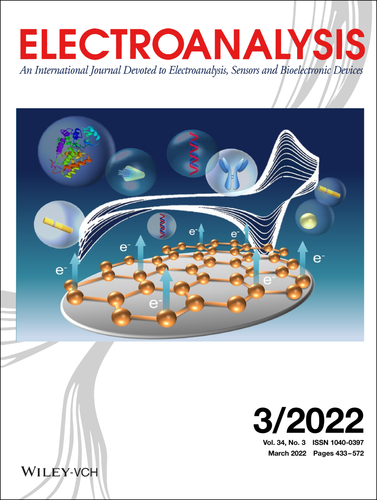 ELECTROANALYSIS
An International Journal Devoted to Electroanalysis, Sensors and Bioelectronic Devices
e-
e-
e-
e-
e-
e-
3/2022
Vol. 34, No. 3 ISSN 1040-0397
March 2022 Pages 433–572
WILEY-VCH